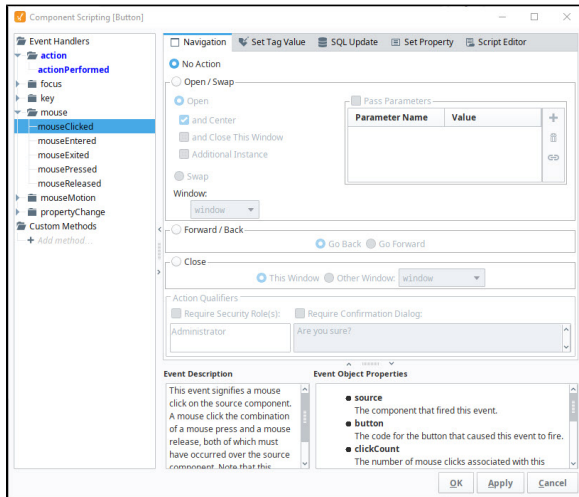 Component Scripting [Button]
Event Handlers
action
actionPerformed
focus
key
mouse
mouseClicked
mouseEntered
mouseExited
mousePressed
mouseReleased
mouseMotion
propertyChange
Custom Methods
Add method...
Navigation Set Tag Value SQL Update Set Property Script Editor
No Action
Open / Swap
Open
and Center
and Close This Window
Additional Instance
Swap
Window:
window
Pass Parameters
Parameter Name Value
Forward / Back
Go Back Go Forward
Close
This Window Other Window: window
Action Qualifiers
Require Security Role(s): Require Confirmation Dialog:
Administrator Are you sure?
Event Description
This event signifies a mouse
click on the source component.
A mouse click the combination
of a mouse press and a mouse
release, both of which must
have occurred over the source
component. Note that this
Event Object Properties
source
The component that fired this event.
button
The code for the button that caused this event to fire.
clickCount
The number of mouse clicks associated with this
OK Apply Cancel